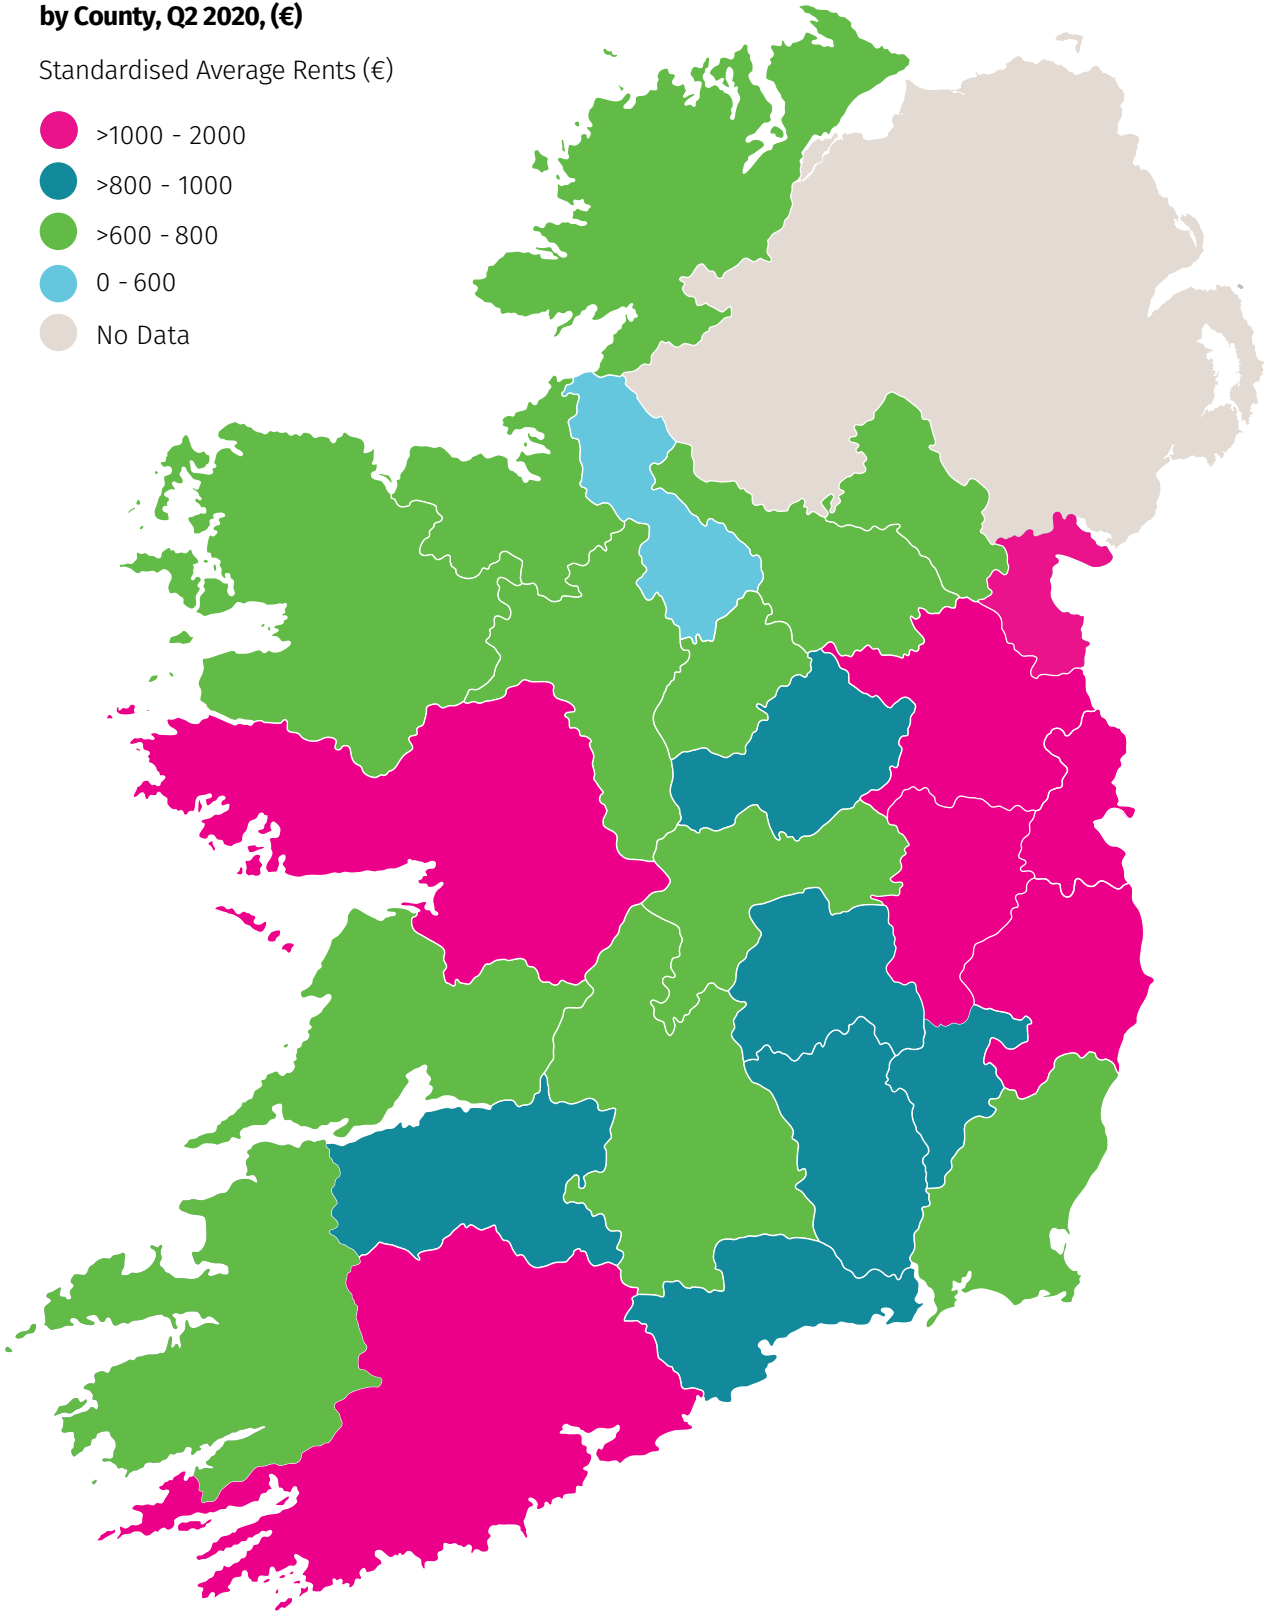 by County, Q2 2020, (€)
Standardised Average Rents (€)
>1000 - 2000
>800 - 1000
>600 - 800
0 - 600
No Data